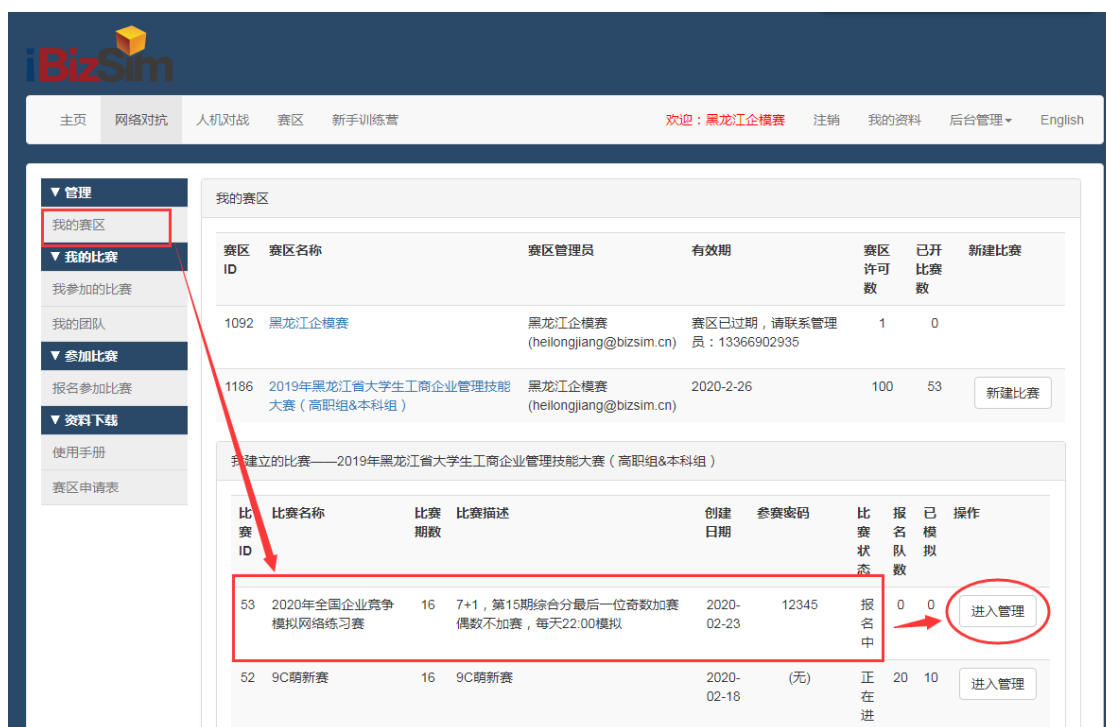 iBizSim
主页 网络对抗 人机对战 赛区 新手训练营 欢迎：黑龙江企模赛 注销 我的资料 后台管理 English
▼ 管理
我的赛区
▼ 我的比赛
我参加的比赛
我的团队
▼ 参加比赛
报名参加比赛
▼ 资料下载
使用手册
赛区申请表
我的赛区
赛区 赛区名称 赛区管理员 有效期 赛区 已开 新建比赛
ID 许可 比赛
数 数
1092 黑龙江企模赛 黑龙江企模赛 赛区已过期，请联系管理 1 0
(heilongjiang@bizsim.cn) 员：13366902935
1186 2019年黑龙江省大学生工商企业管理技能 黑龙江企模赛 2020-2-26 100 53 新建比赛
大赛（高职组&本科组） (heilongjiang@bizsim.cn)
我建立的比赛——2019年黑龙江省大学生工商企业管理技能大赛（高职组&本科组）
比 比赛名称 比赛 比赛描述 创建 参赛密码 比 报 已 操作
赛 期数 日期 赛 名 模
ID 状 队 拟
态 数
53 2020年全国企业竞争 16 7+1，第15期综合分最后一位奇数加赛 2020- 12345 报 0 0 进入管理
模拟网络练习赛 偶数不加赛，每天22:00模拟 02-23 名
中
52 9C萌新赛 16 9C萌新赛 2020- (无) 正 20 10 进入管理
02-18 在
进